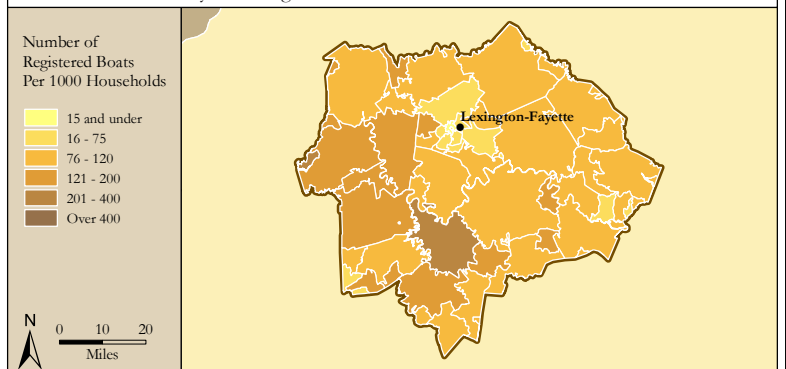 Number of
Registered Boats
Per 1000 Households
15 and under
16 - 75
76 - 120
121 - 200
201 - 400
Over 400
Lexington-Fayette
N
0 10 20
Miles